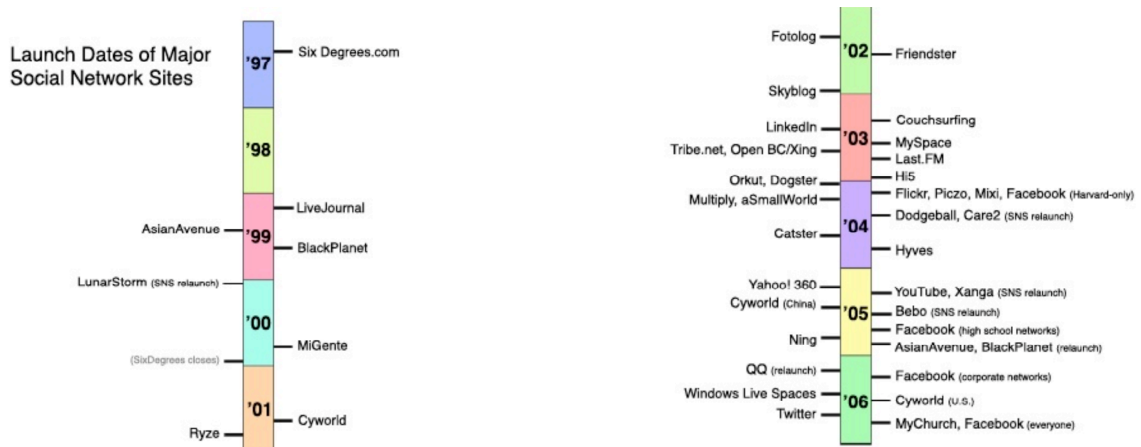 Launch Dates of Major
Social Network Sites
'97
Six Degrees.com
'98
'99
LiveJournal
AsianAvenue
BlackPlanet
LunarStorm (SNS relaunch)
'00
MiGente
(SixDegrees closes)
'01
Cyworld
Ryze
'02
Fotolog
Friendster
Skyblog
'03
Couchsurfing
LinkedIn
MySpace
Tribe.net, Open BC/Xing
Last.FM
Hi5
'04
Orkut, Dogster
Flickr, Piczo, Mixi, Facebook (Harvard-only)
Multiply, aSmallWorld
Dodgeball, Care2 (SNS relaunch)
Catster
Hyves
'05
Yahoo! 360
YouTube, Xanga (SNS relaunch)
Cyworld (China)
Bebo (SNS relaunch)
Facebook (high school networks)
Ning
AsianAvenue, BlackPlanet (relaunch)
'06
QQ (relaunch)
Facebook (corporate networks)
Windows Live Spaces
Cyworld (U.S.)
Twitter
MyChurch, Facebook (everyone)